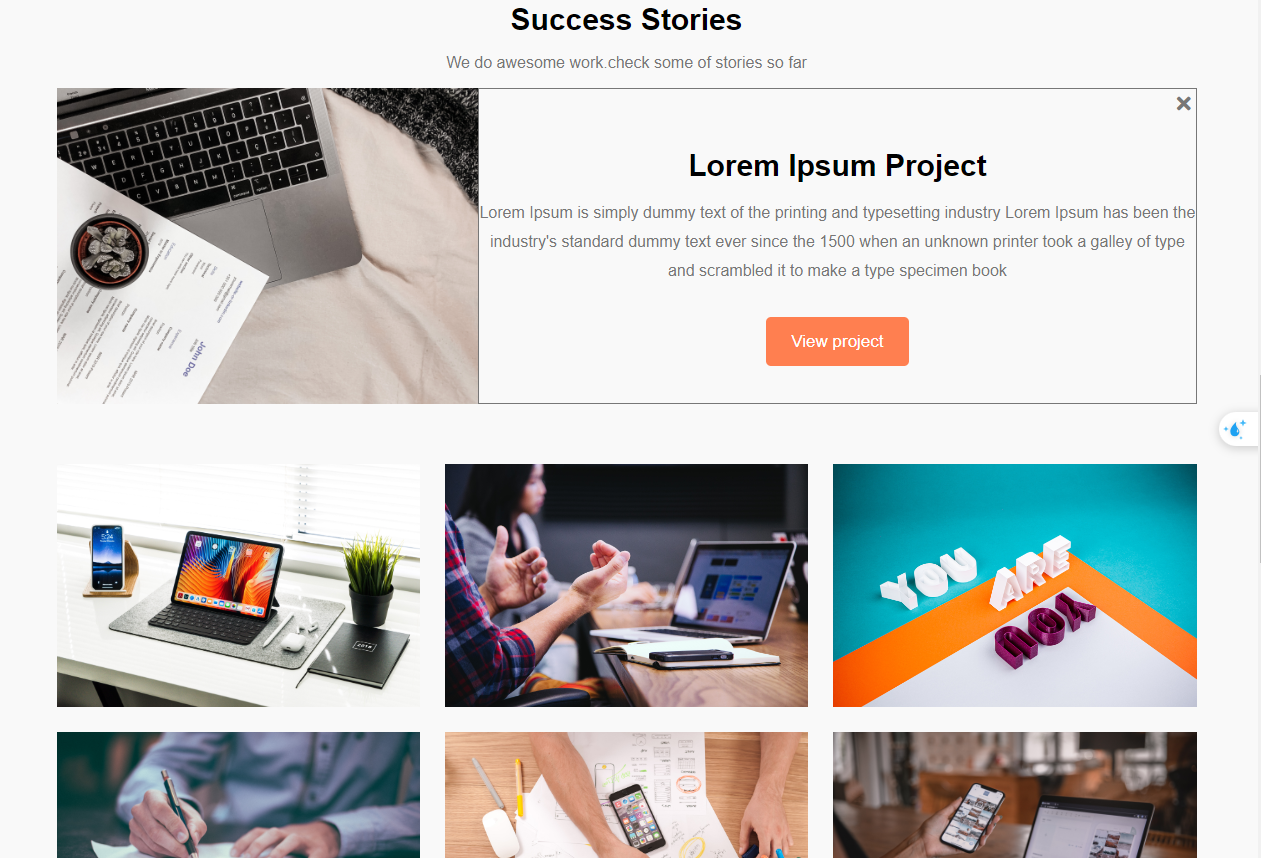 Success Stories
We do awesome work.check some of stories so far
Lorem Ipsum Project
Lorem Ipsum is simply dummy text of the printing and typesetting industry Lorem Ipsum has been the
industry's standard dummy text ever since the 1500 when an unknown printer took a galley of type
and scrambled it to make a type specimen book
View project
John Doe
5:24
YOU ARE
NOW